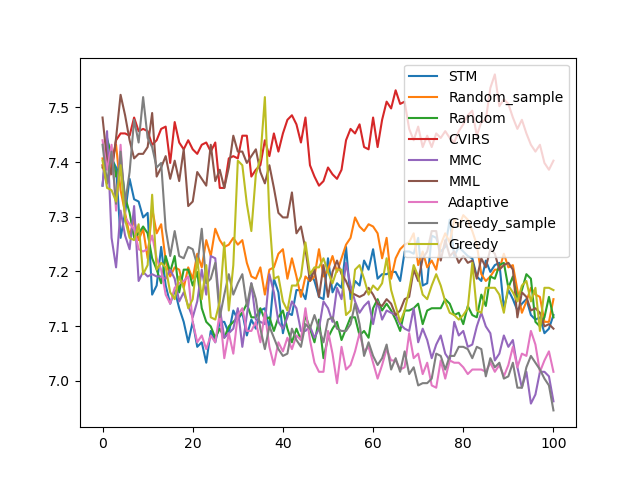 7.5
7.4
7.3
7.2
7.1
7.0
0
20
40
60
80
100
STM
Random_sample
Random
CVIRS
MMC
MML
Adaptive
Greedy_sample
Greedy